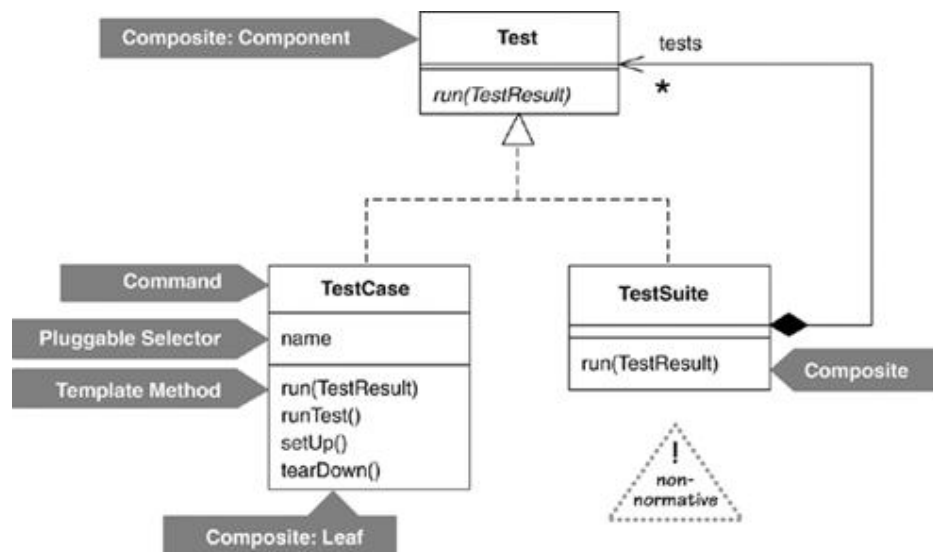 Composite: Component
Test
tests
*
run(TestResult)
Command
TestCase
TestSuite
Pluggable Selector
name
run(TestResult)
Composite
Template Method
run(TestResult)
runTest()
setUp()
tearDown()
!
non-
normative
Composite: Leaf